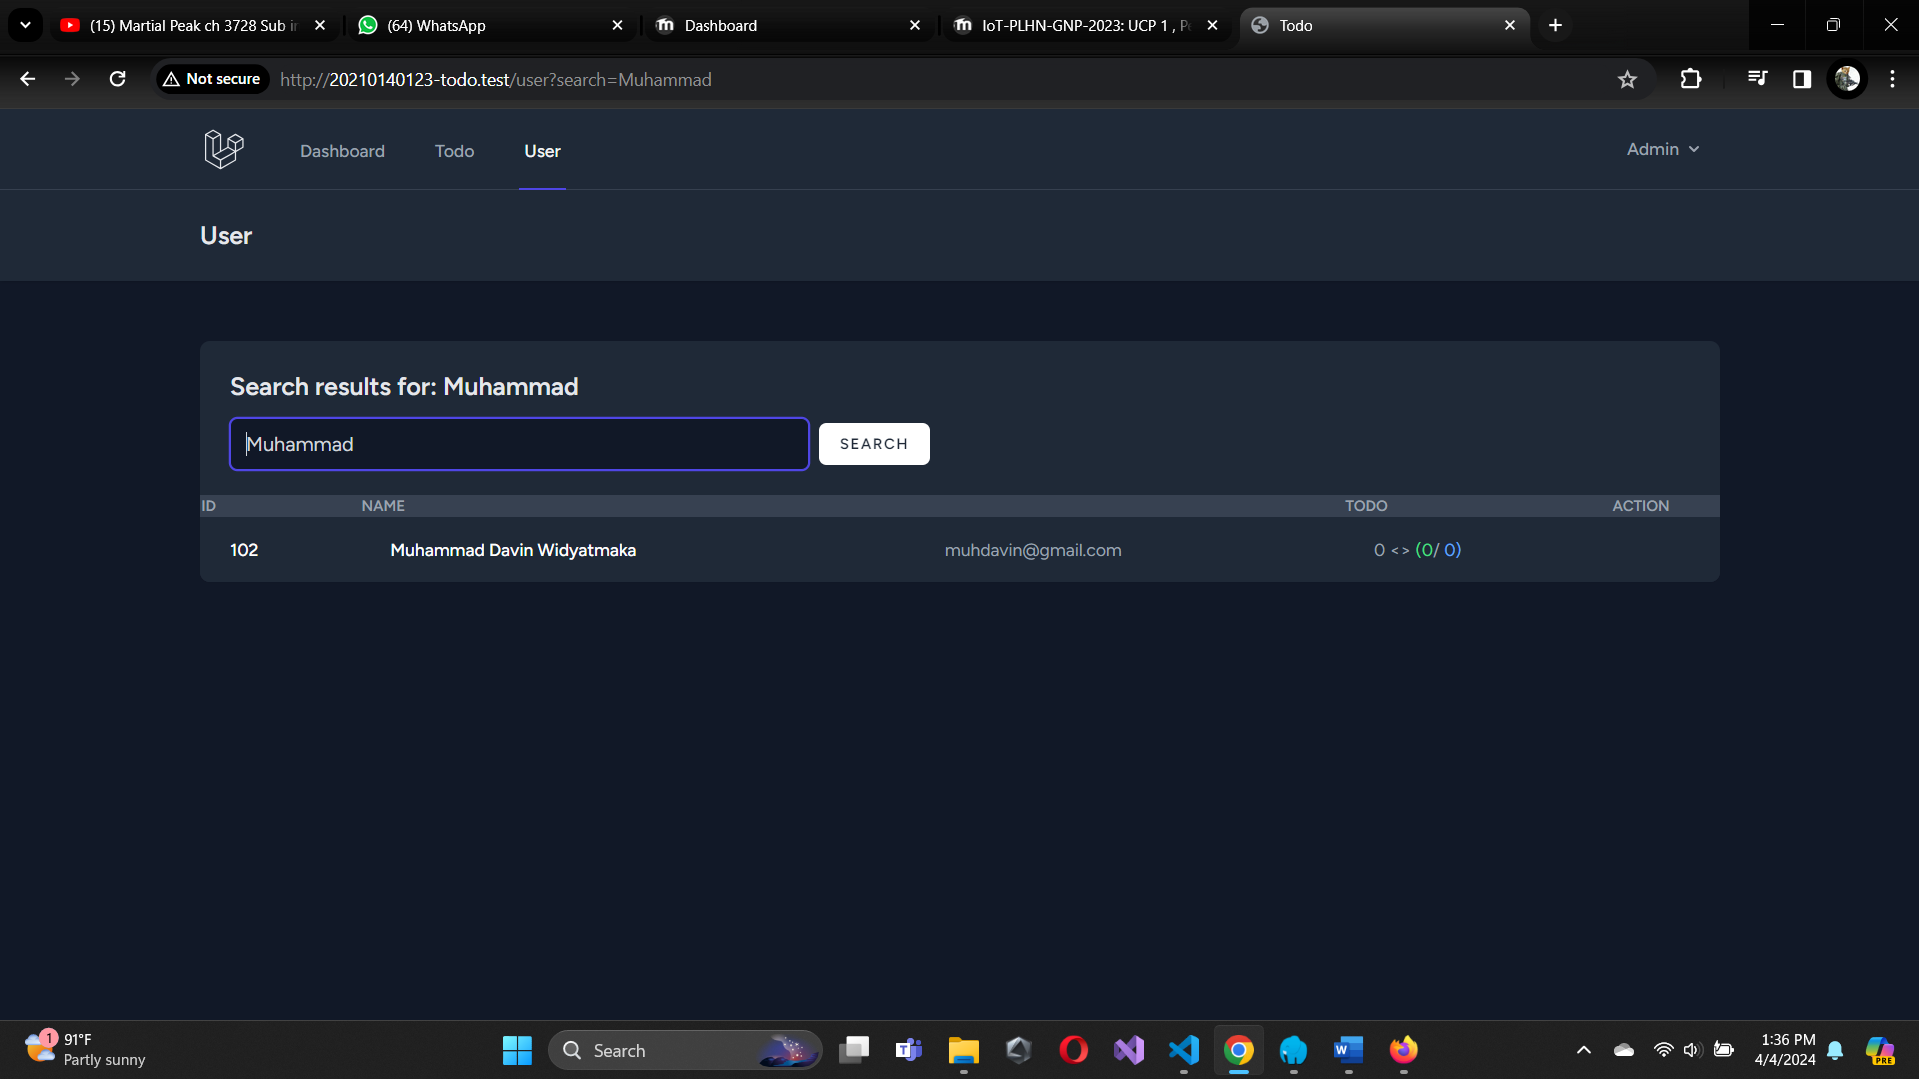 (15) Martial Peak ch 3728 Sub in
(64) WhatsApp
Dashboard
IoT-PLHN-GNP-2023: UCP 1 , Pe
Todo
Not secure
http://20210140123-todo.test/user?search=Muhammad
Dashboard
Todo
User
Admin
User
Search results for: Muhammad
Muhammad
SEARCH
ID NAME TODO ACTION
102 Muhammad Davin Widyatmaka muhdavin@gmail.com 0 <> (0/ 0)
1
91°F
Partly sunny
Search
1:36 PM
4/4/2024
PRE